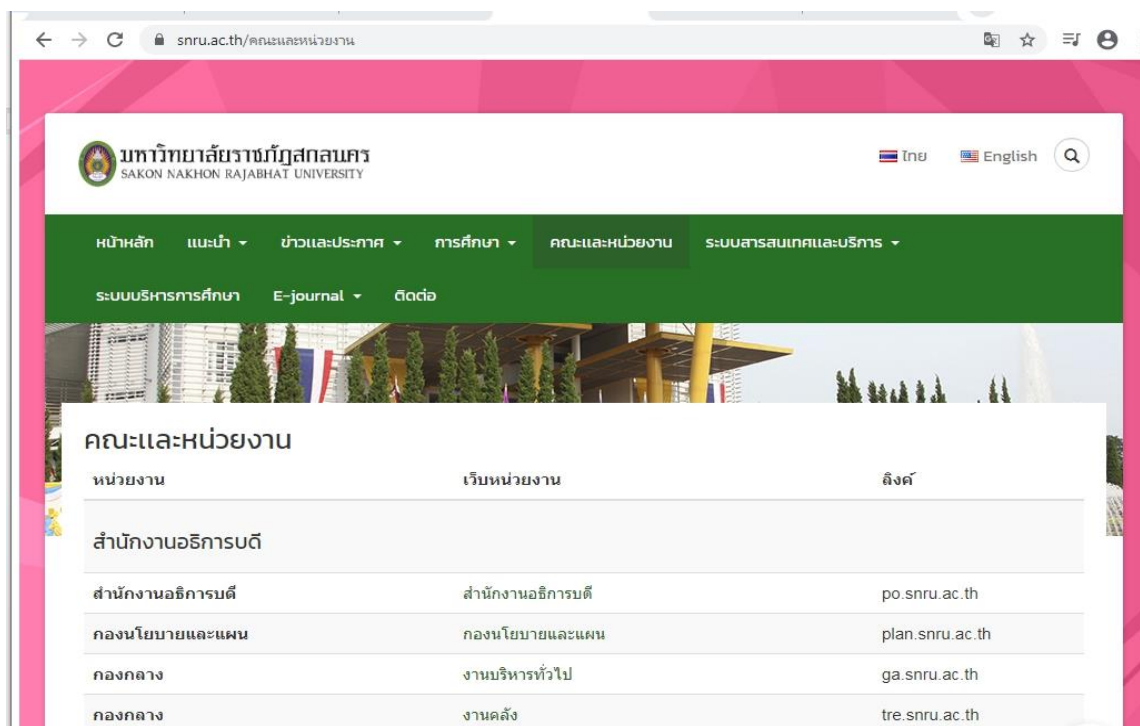 snru.ac.th/คณะและหน่วยงาน
มหาวิทยาลัยราชภัฏสกลนคร
SAKON NAKHON RAJABHAT UNIVERSITY
ไทย English
หน้าหลัก แนะนำ ข่าวและประกาศ การศึกษา คณะและหน่วยงาน ระบบสารสนเทศและบริการ
ระบบบริหารการศึกษา E-journal ติดต่อ
คณะและหน่วยงาน
หน่วยงาน เว็บหน่วยงาน ลิงค์
สำนักงานอธิการบดี
สำนักงานอธิการบดี สำนักงานอธิการบดี po.snru.ac.th
กองนโยบายและแผน กองนโยบายและแผน plan.snru.ac.th
กองกลาง งานบริหารทั่วไป ga.snru.ac.th
กองกลาง งานคลัง tre.snru.ac.th